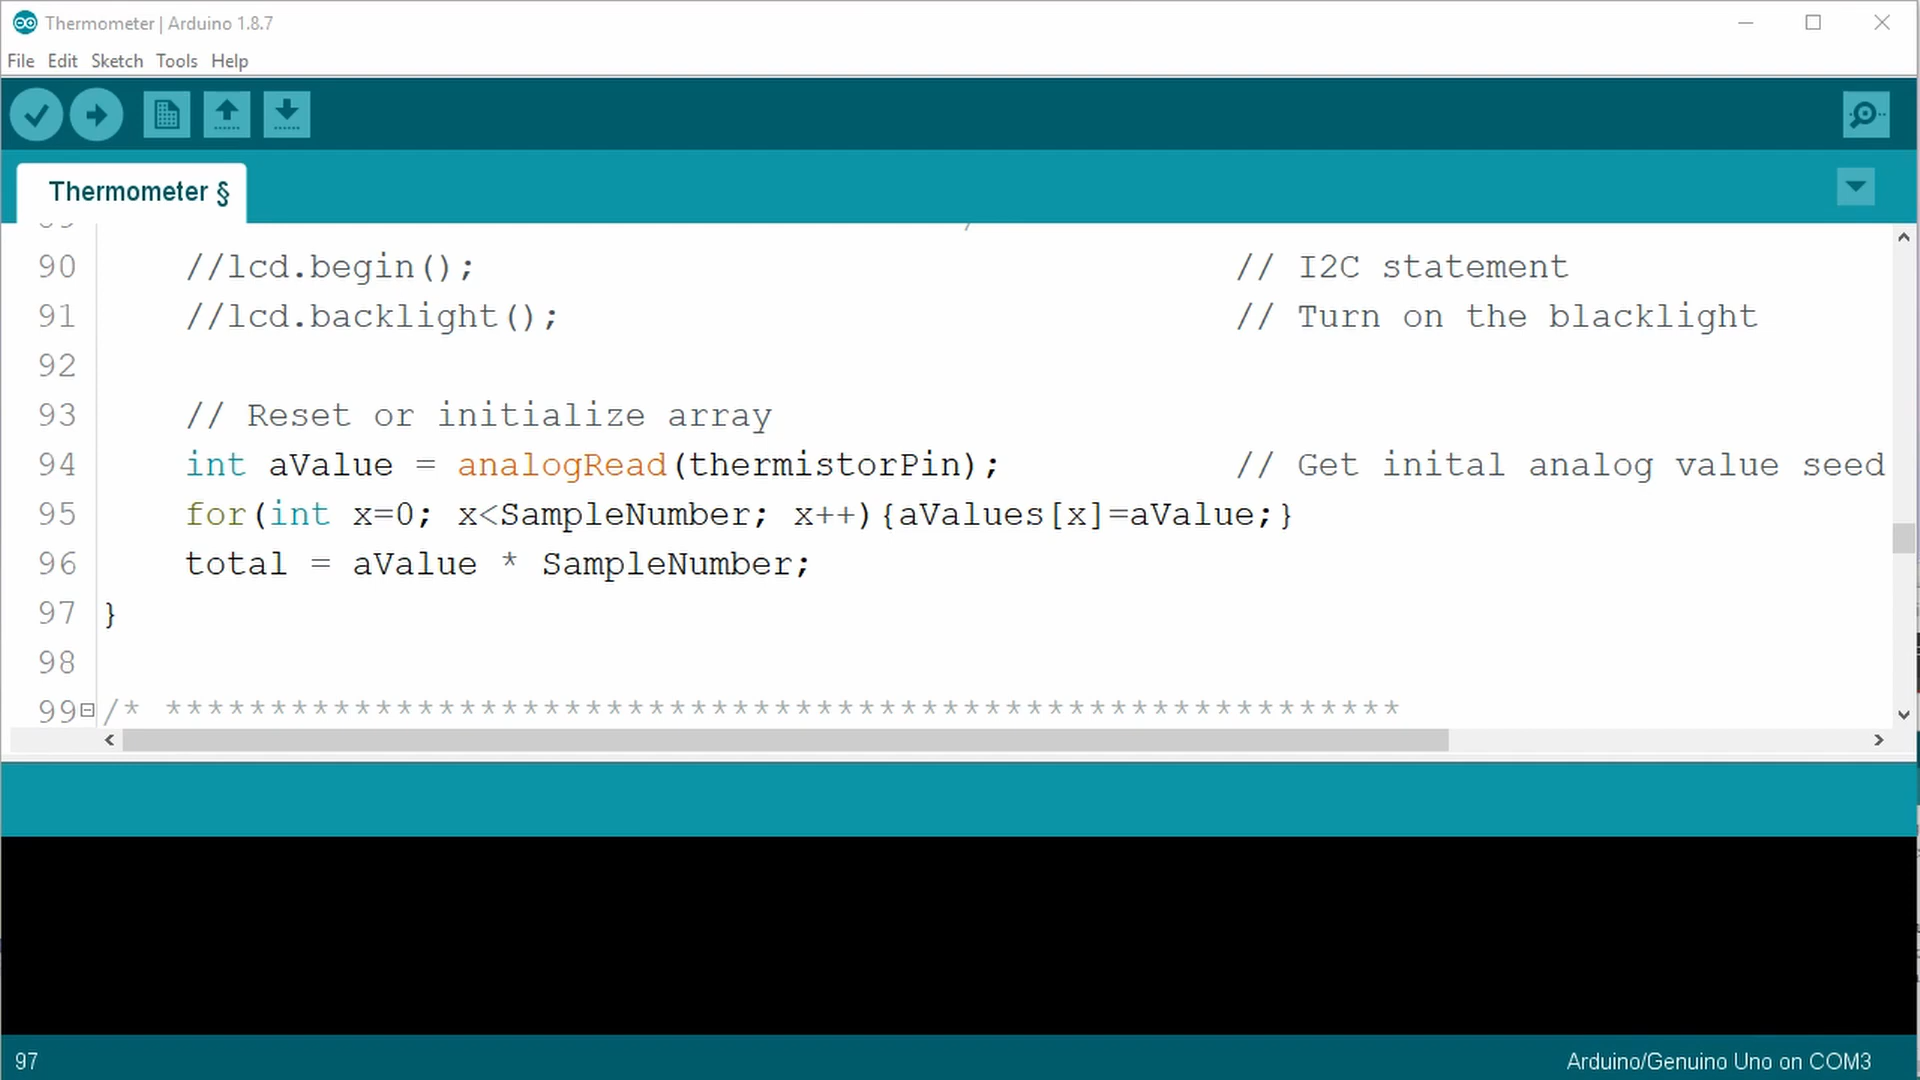 Thermometer | Arduino 1.8.7
File Edit Sketch Tools Help
Thermometer §
90 //lcd.begin(); // I2C statement
91 //lcd.backlight(); // Turn on the blacklight
92
93 // Reset or initialize array
94 int aValue = analogRead(thermistorPin); // Get inital analog value seed
95 for(int x=0; x<SampleNumber; x++){aValues[x]=aValue;}
96 total = aValue * SampleNumber;
97 }
98
99 /* ***********************************************************
97 Arduino/Genuino Uno on COM3